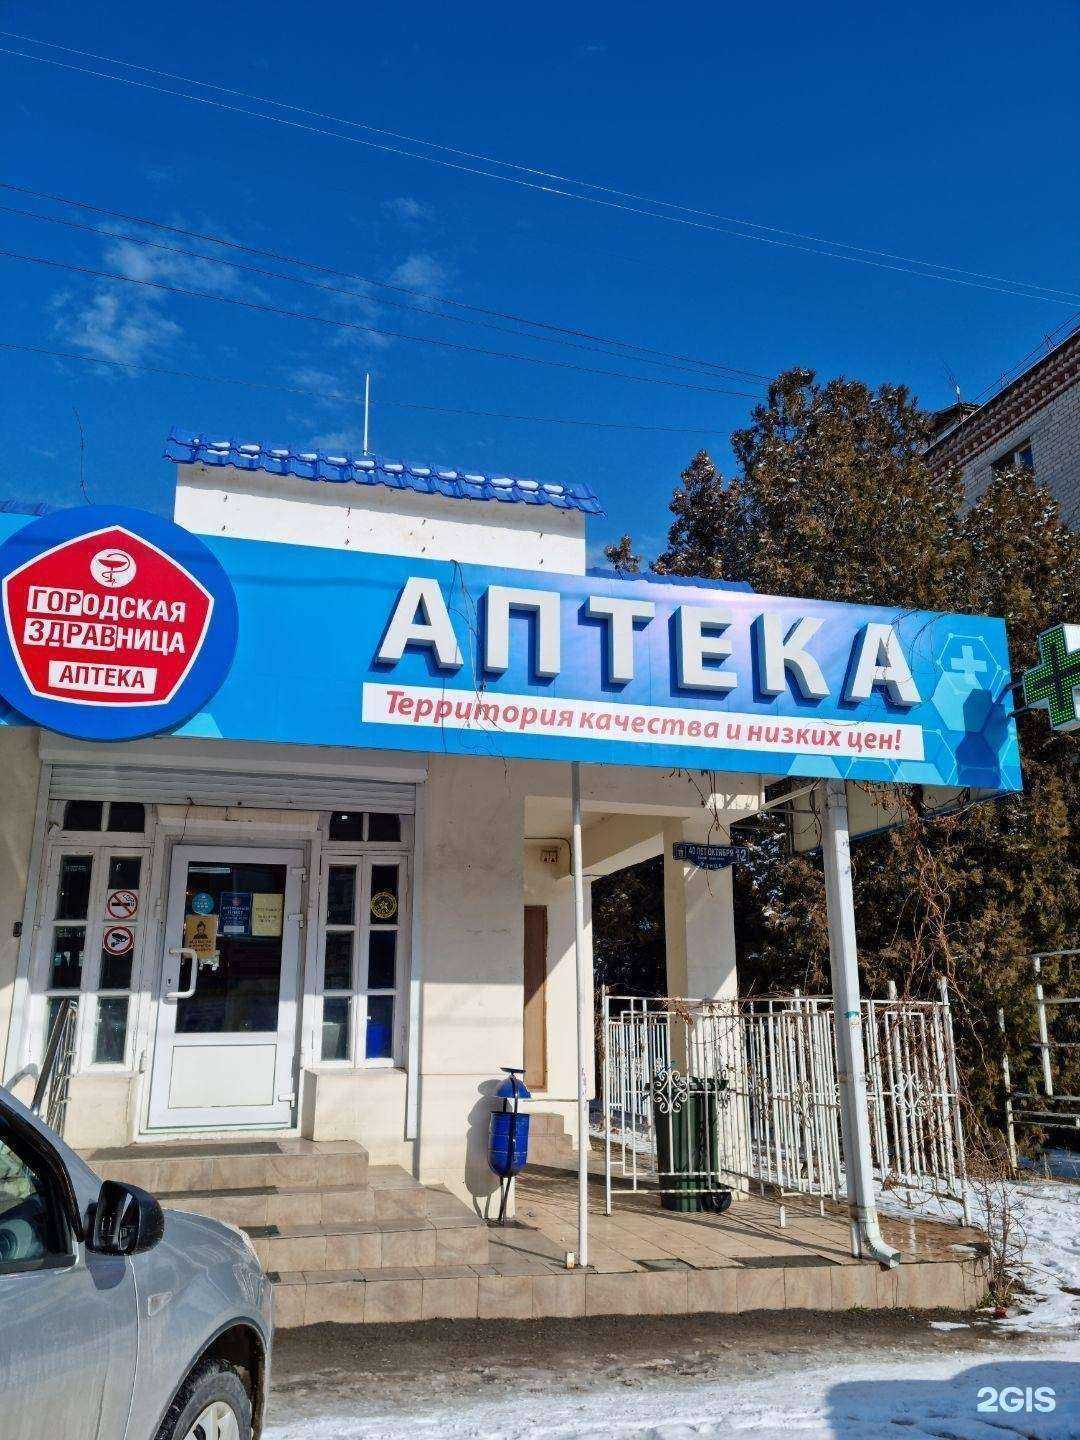 ГОРОДСКАЯ
ЗДРАВНИЦА
АПТЕКА
АПТЕКА
Территория качества и низких цен!
40 ЛЕТ ОКТЯБРЯ
2GIS